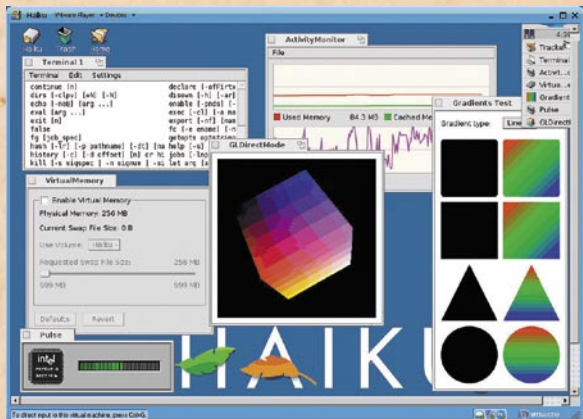 Haiku VMware Player Devices
Haiku Trash Home
4:38
Tracker
Terminal
Activit...
Virtua...
Gradient
Pulse
GLDirect
Terminal 1
Terminal Edit Settings
continue [n]
declare [-afFirtx
dirs [-clpv] [+N] [-N]
disown [-h] [-ar
echo [-neE] [arg ...]
enable [-pnds] [-
eval [arg ...]
exec [-cl] [-a na
exit [n]
export [-nf] [nam
false
fc [-e ename] [-n
fg [job_spec]
getopts optstring
hash [-lr] [-p pathname] [-dt] [na
help [-s]
history [-c] [-d offset] [n] or hi
jobs [-lnp
kill [-s sigspec | -n signum | -si
let arg [a
ActivityMonitor
File
Used Memory 84.3 MB Cached Me
Gradients Test
Gradient type: Line
VirtualMemory
Enable Virtual Memory
Physical Memory: 256 MB
Current Swap File Size: 0 B
Use Volume: Haiku
Requested Swap File Size: 256 MB
999 MB 999 MB
Defaults Revert
GLDirectMode
Pulse
intel
HAIKU
To direct input to this virtual machine, press Ctrl+G.
vmware